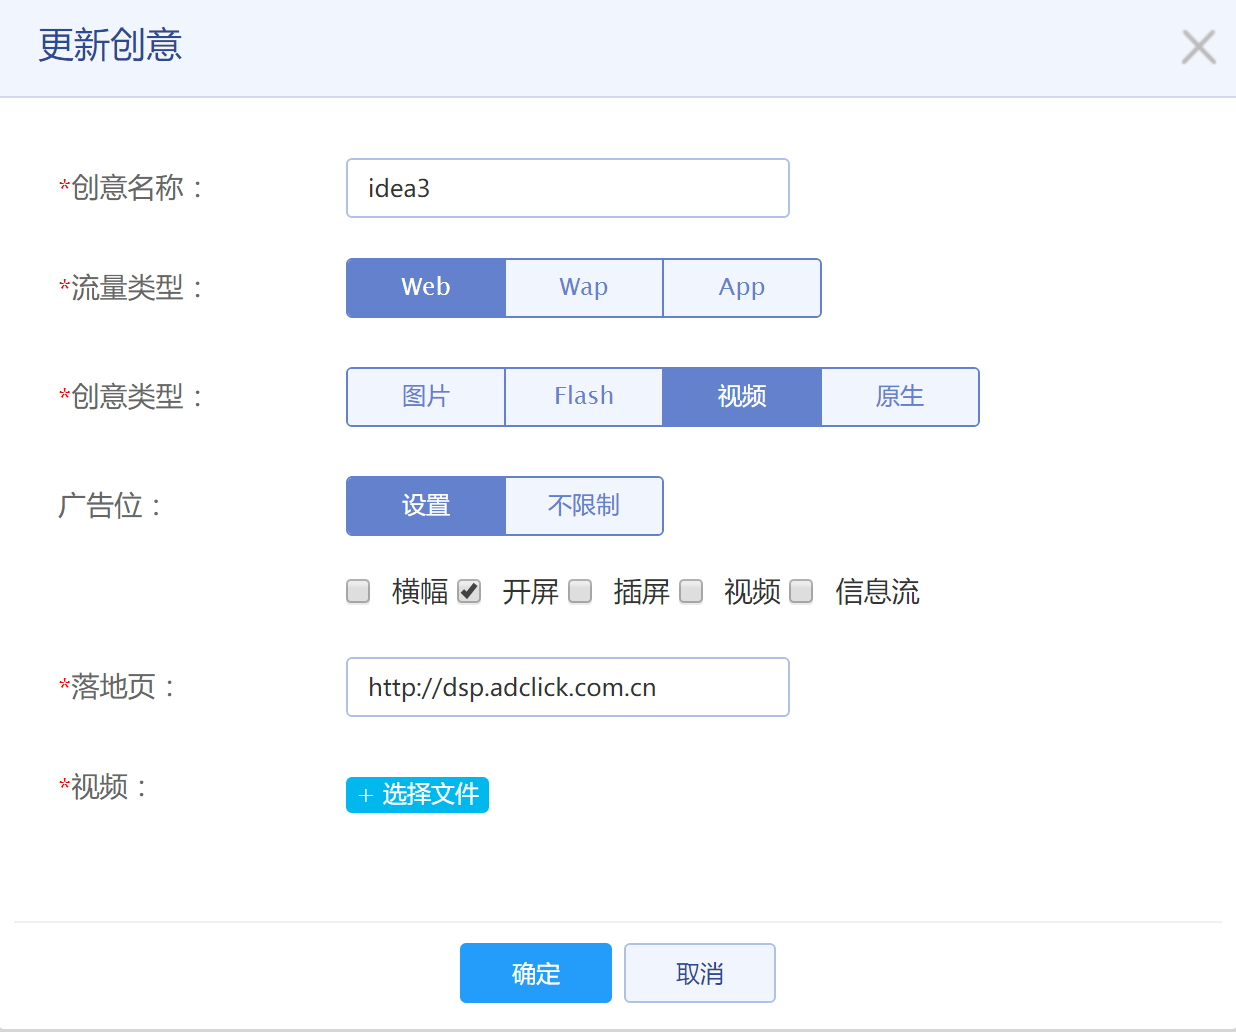 更新创意
*创意名称： idea3
*流量类型： Web Wap App
*创意类型： 图片 Flash 视频 原生
广告位： 设置 不限制
横幅 开屏 插屏 视频 信息流
*落地页： http://dsp.adclick.com.cn
*视频： + 选择文件
确定 取消